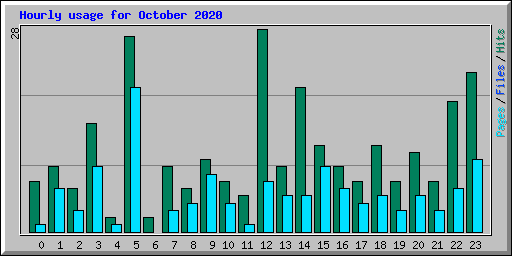 Hourly usage for October 2020
28
Pages / Files / Hits
0 1 2 3 4 5 6 7 8 9 10 11 12 13 14 15 16 17 18 19 20 21 22 23